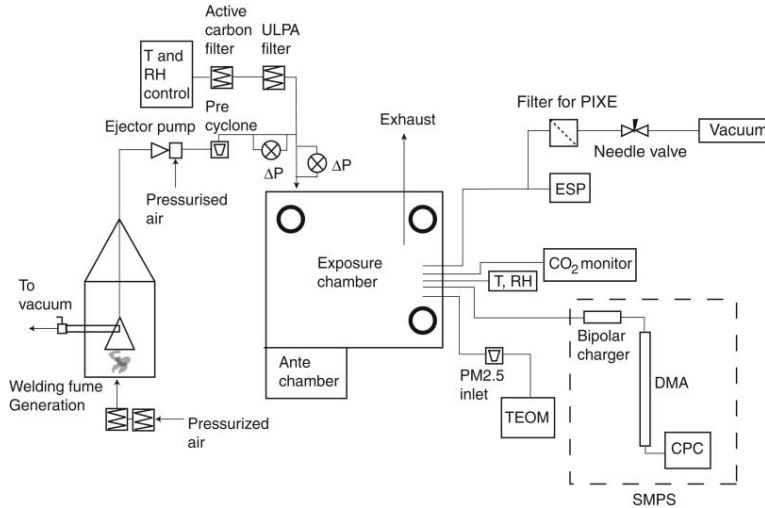 T and
RH
control
Active
carbon
filter
ULPA
filter
Pre
cyclone
Ejector pump
Pressurised
air
ΔP
ΔP
Exhaust
Filter for PIXE
Needle valve
Vacuum
ESP
Exposure
chamber
CO2 monitor
T, RH
To
vacuum
Ante
chamber
Welding fume
Generation
Pressurized
air
PM2.5
inlet
TEOM
Bipolar
charger
DMA
CPC
SMPS